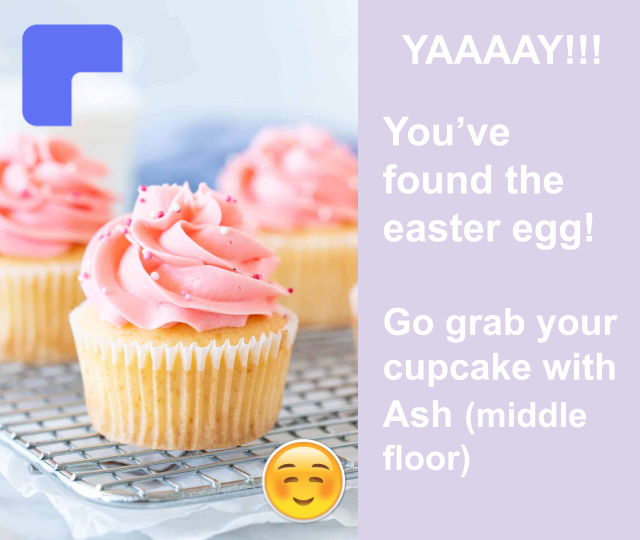 YAAAAY!!!
You’ve
found the
easter egg!
Go grab your
cupcake with
Ash (middle
floor)